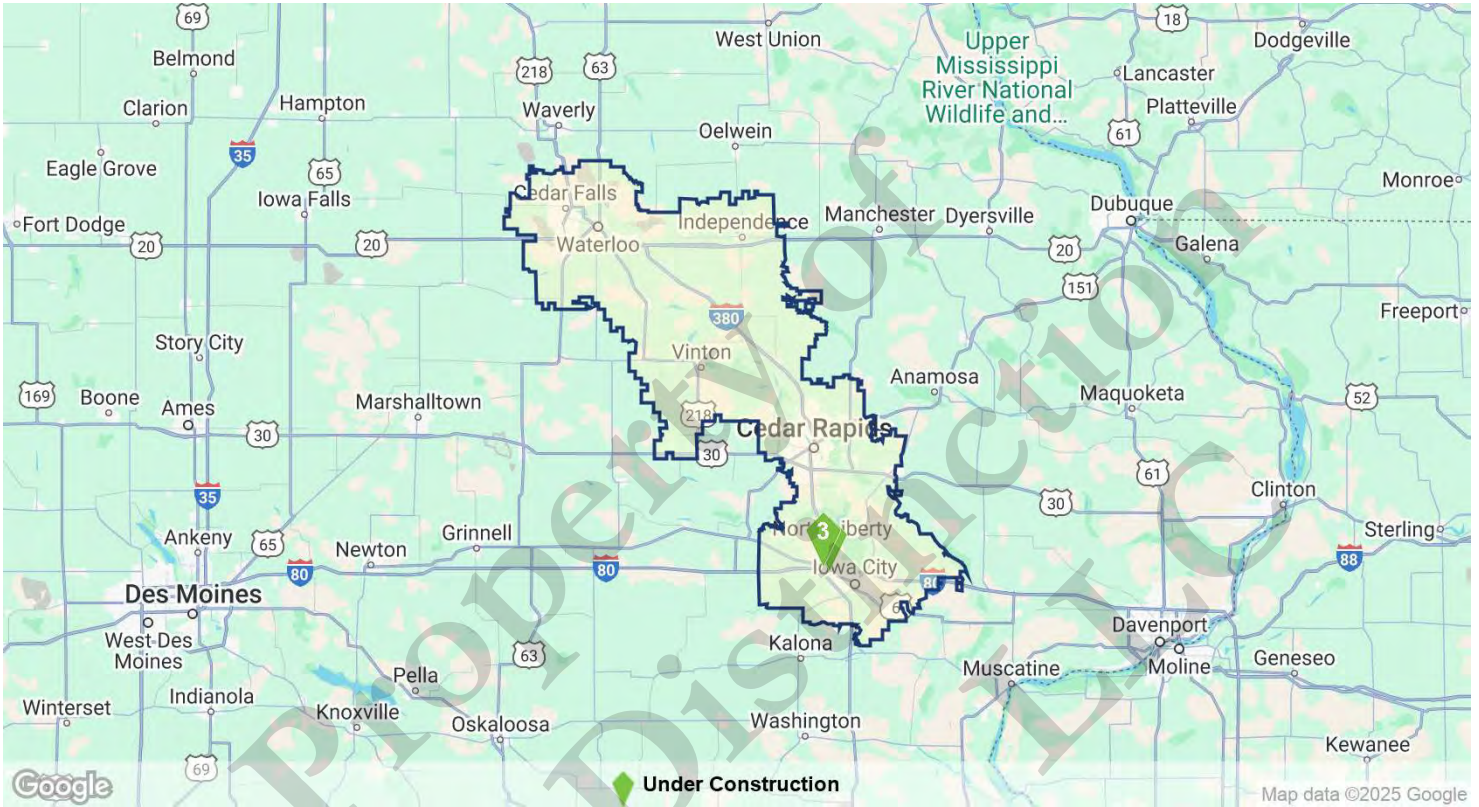 69
18
West Union
Upper
Mississippi
River National
Wildlife and...
Dodgeville
Belmond
218
63
Lancaster
Clarion
Hampton
Waverly
Platteville
Oelwein
61
35
Eagle Grove
65
Monroe
Iowa Falls
Cedar Falls
Dubuque
Fort Dodge
Independence
Manchester
Dyersville
20
20
Waterloo
20
Galena
151
380
Freeport
Story City
Vinton
Anamosa
169
Boone
Marshalltown
Maquoketa
52
Ames
218
30
Cedar Rapids
30
61
35
30
Clinton
Ankeny
65
Grinnell
North Liberty
3
Sterling
Newton
80
80
Iowa City
80
88
Des Moines
6
West Des
Moines
Kalona
Davenport
63
Moline
Geneseo
Pella
Muscatine
Winterset
Indianola
Knoxville
Oskaloosa
Washington
Kewanee
69
Property of
Distinction
LLC
Google
Under Construction
Map data ©2025 Google